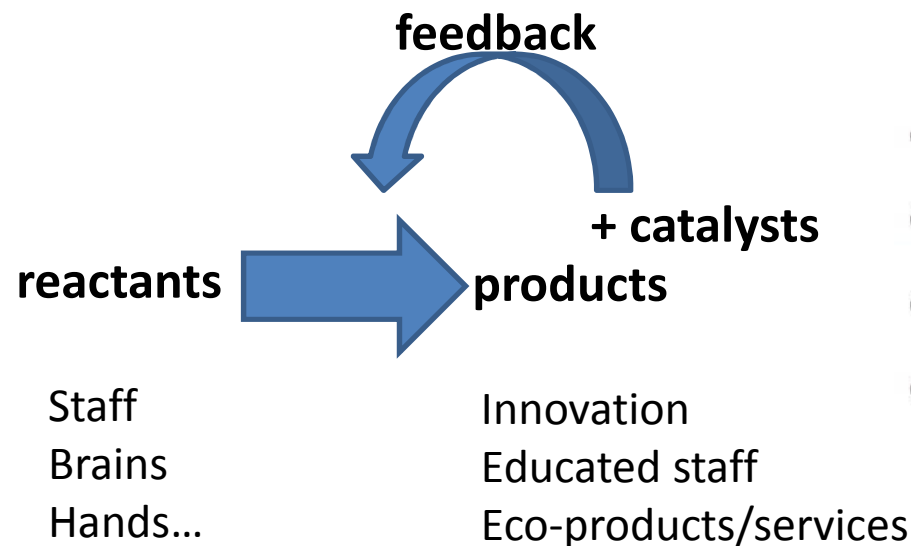 feedback
+ catalysts
reactants
products
Staff
Brains
Hands...
Innovation
Educated staff
Eco-products/services